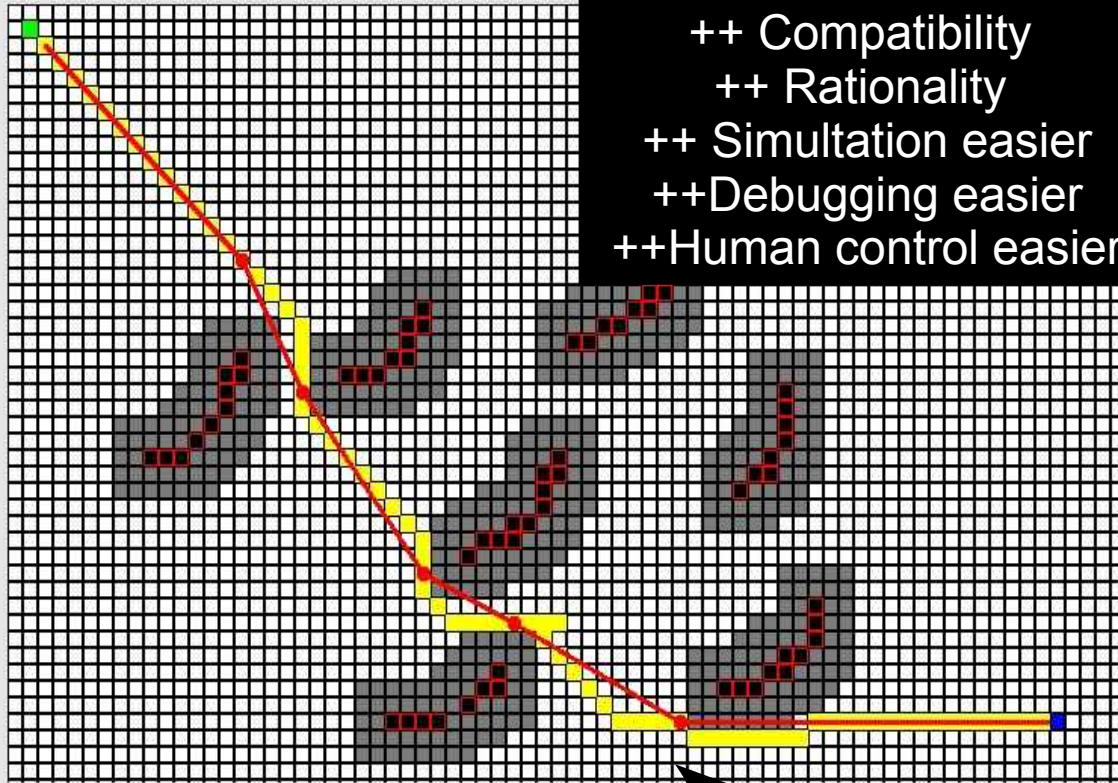 ++ Compatibility
++ Rationality
++ Simultation easier
++Debugging easier
++Human control easier